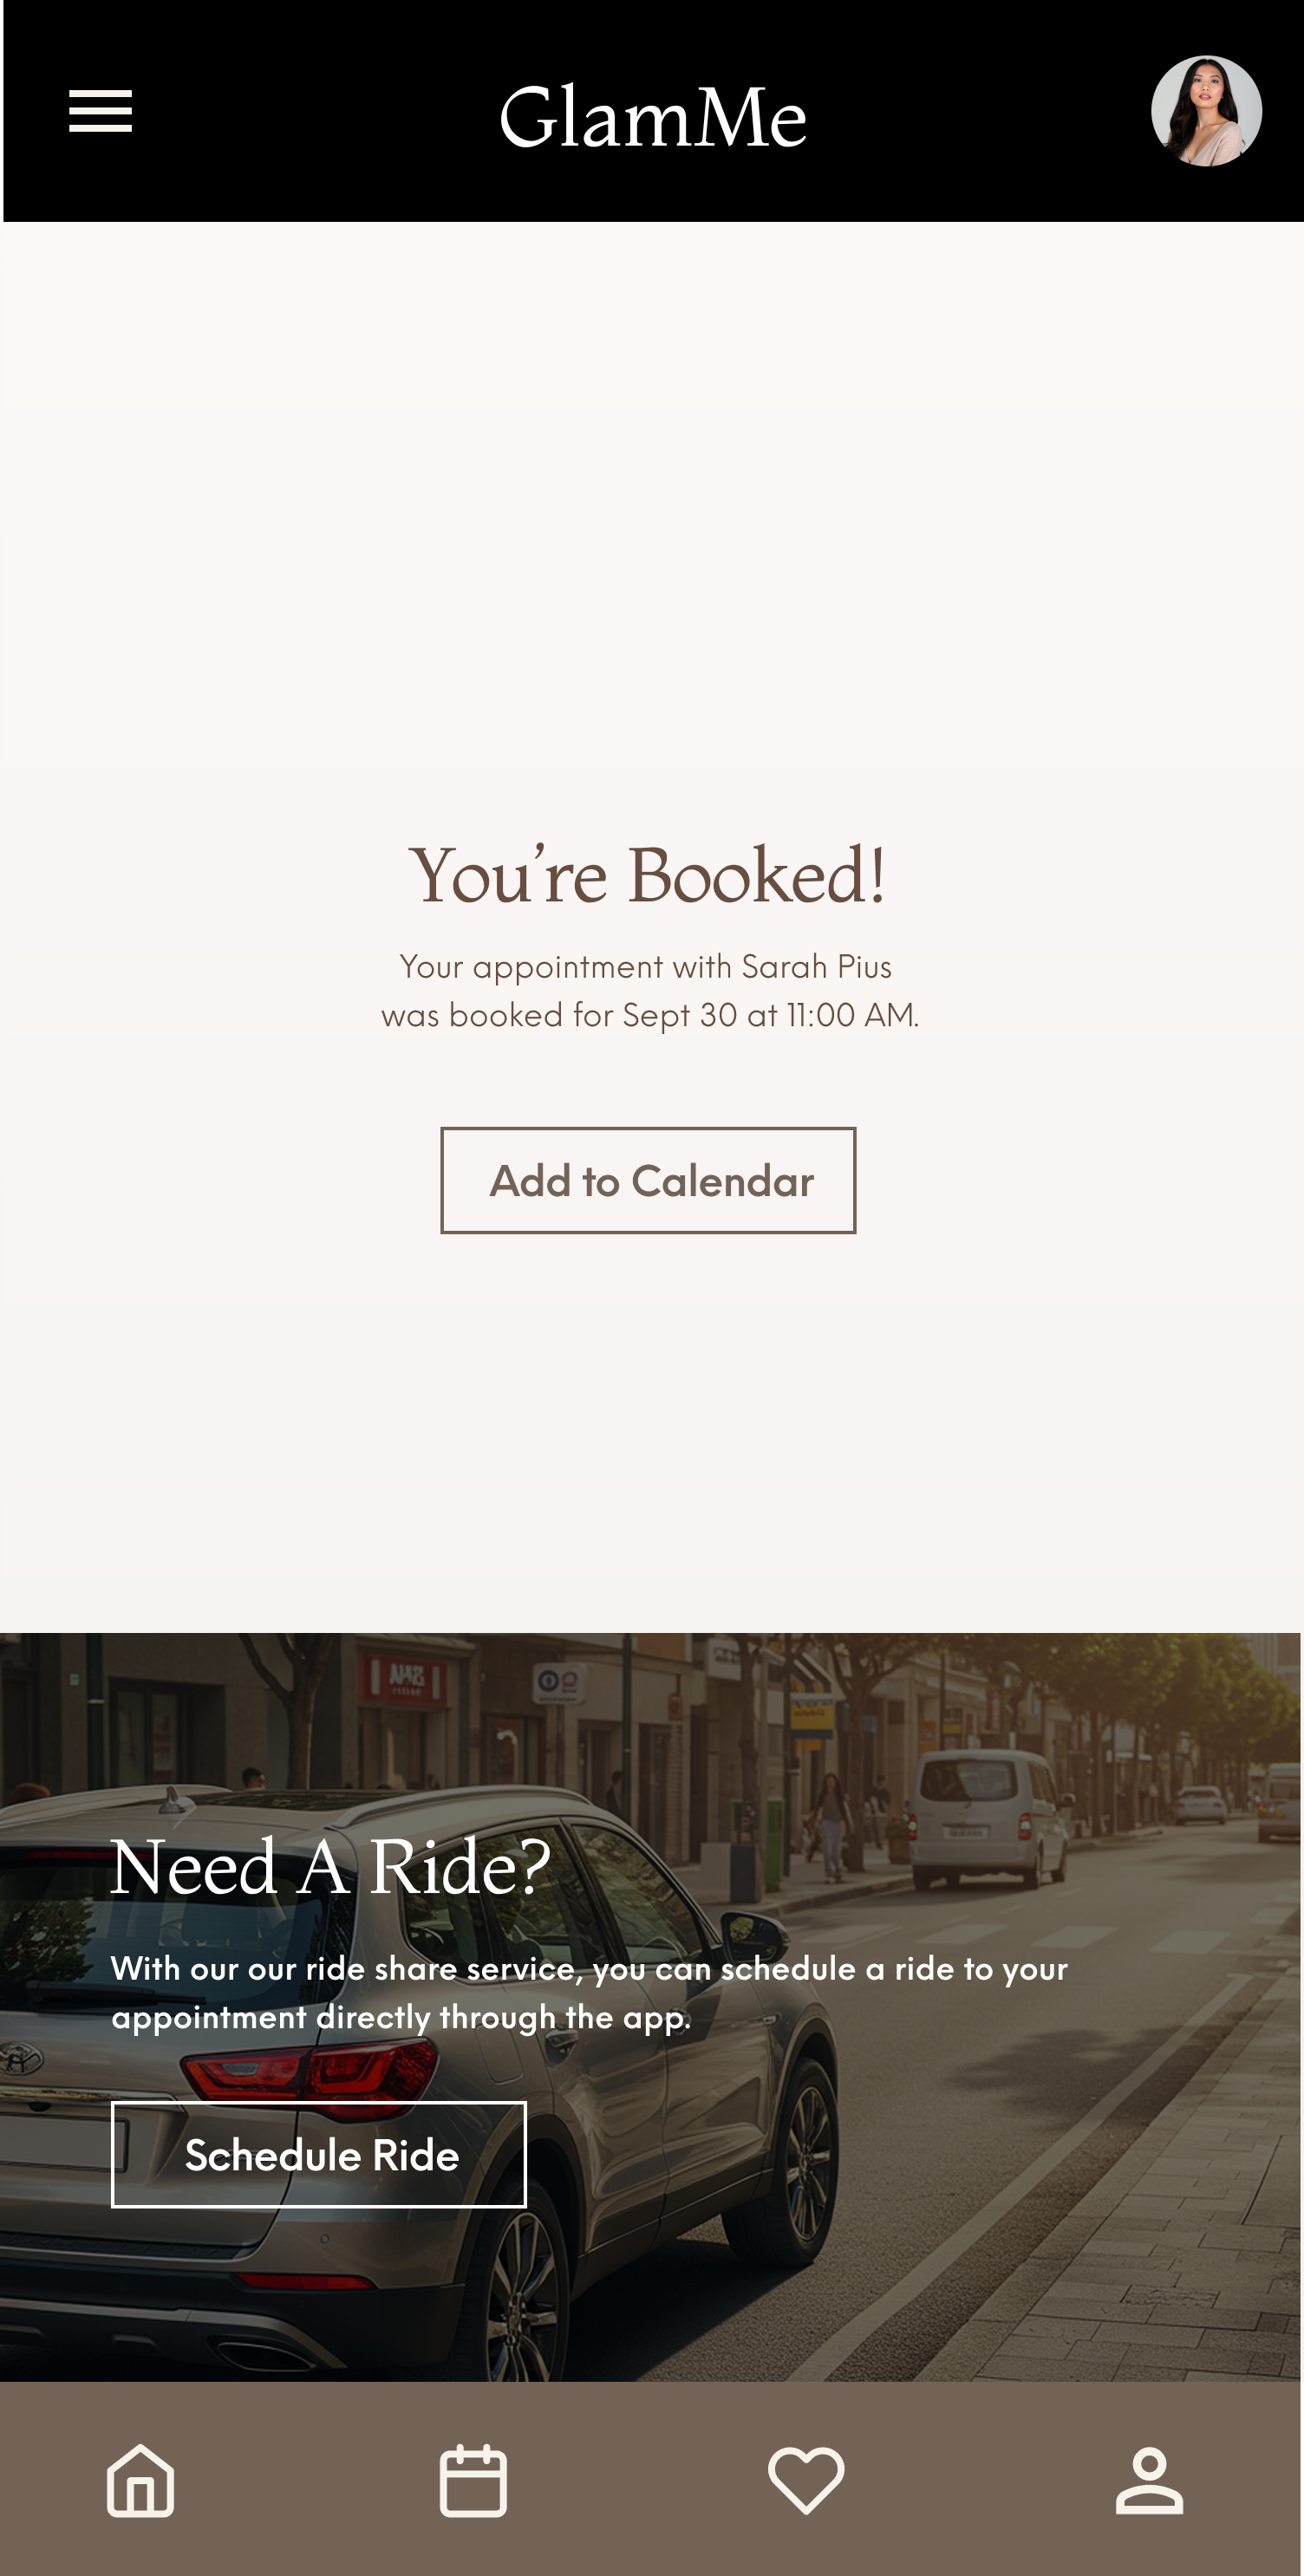 GlamMe
You’re Booked!
Your appointment with Sarah Pius
was booked for Sept 30 at 11:00 AM.
Add to Calendar
Need A Ride?
With our our ride share service, you can schedule a ride to your
appointment directly through the app.
Schedule Ride